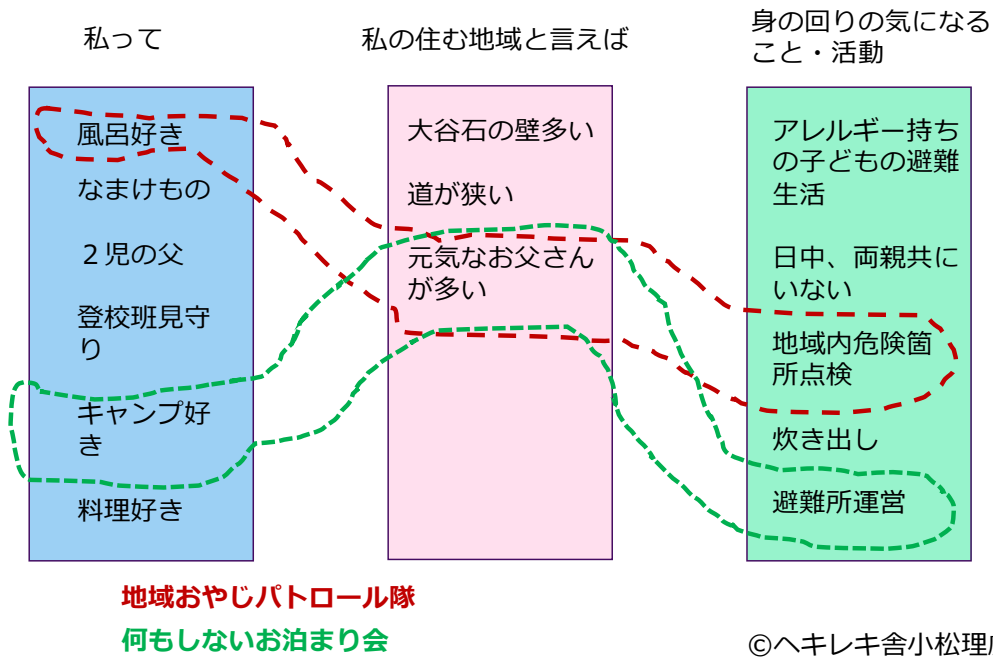 私って
風呂好き
なまけもの
２児の父
登校班見守
り
キャンプ好
き
料理好き
私の住む地域と言えば
大谷石の壁多い
道が狭い
元気なお父さん
が多い
身の回りの気になる
こと・活動
アレルギー持ち
の子どもの避難
生活
日中、両親共に
いない
地域内危険箇
所点検
炊き出し
避難所運営
地域おやじパトロール隊
何もしないお泊まり会
©ヘキレキ舎小松理